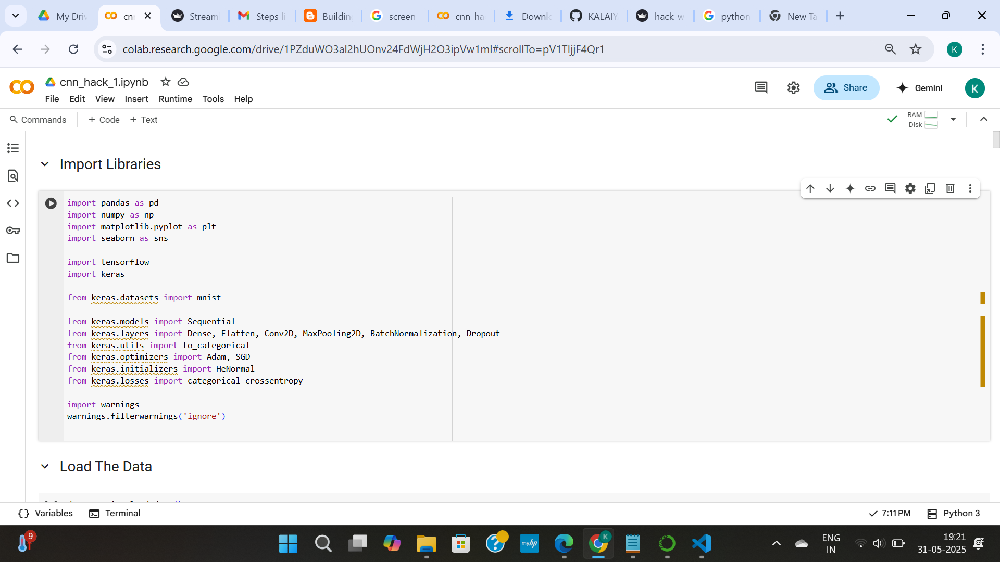 My Driv
cn
Stream
Steps li
Building
screen
cnn_ha
Downlo
KALAIY
hack_w
python
New Ta
colab.research.google.com/drive/1PZduWO3al2hUOnv24FdWjH2O3ipVw1ml#scrollTo=pV1TIjjF4Qr1
K
cnn_hack_1.ipynb
File Edit View Insert Runtime Tools Help
Share
Gemini
K
Commands + Code + Text
RAM
Disk
Import Libraries
import pandas as pd
import numpy as np
import matplotlib.pyplot as plt
import seaborn as sns
import tensorflow
import keras
from keras.datasets import mnist
from keras.models import Sequential
from keras.layers import Dense, Flatten, Conv2D, MaxPooling2D, BatchNormalization, Dropout
from keras.utils import to_categorical
from keras.optimizers import Adam, SGD
from keras.initializers import HeNormal
from keras.losses import categorical_crossentropy
import warnings
warnings.filterwarnings('ignore')
Load The Data
{} Variables
Terminal
7:11 PM
Python 3
9
myhp
K
ENG
IN
19:21
31-05-2025